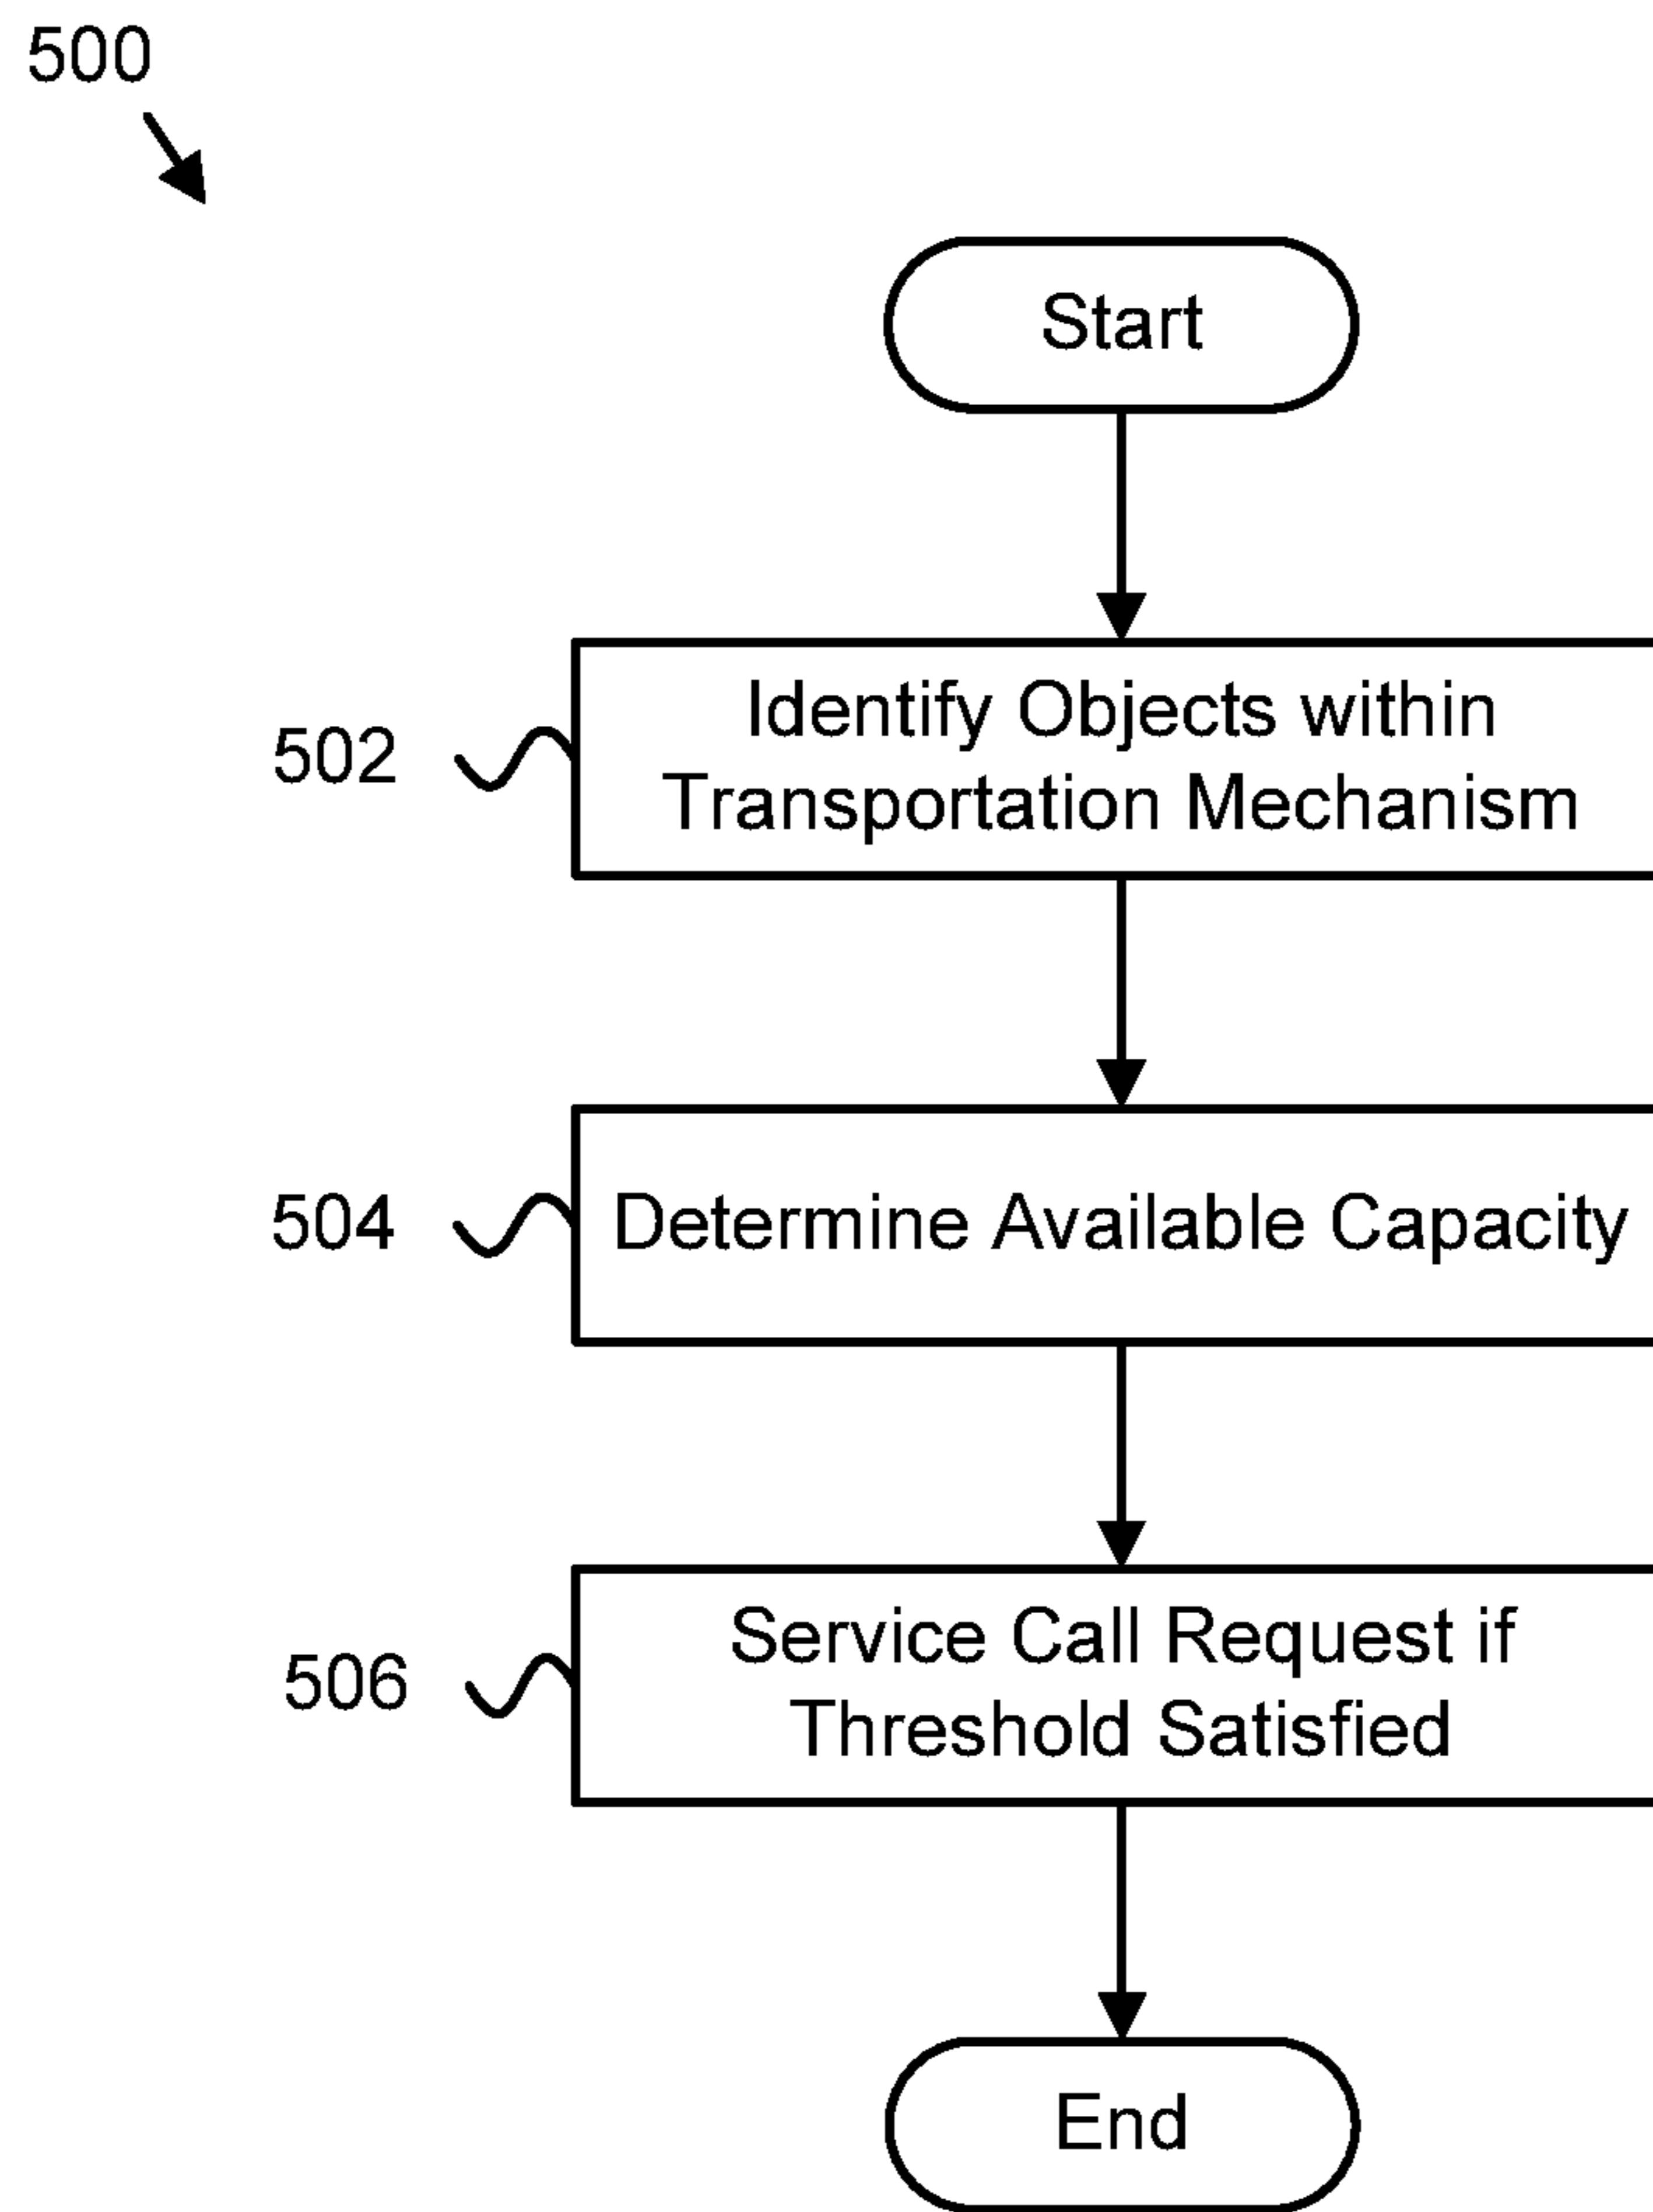 500
Start
502
Identify Objects within
Transportation Mechanism
504
Determine Available Capacity
506
Service Call Request if
Threshold Satisfied
End